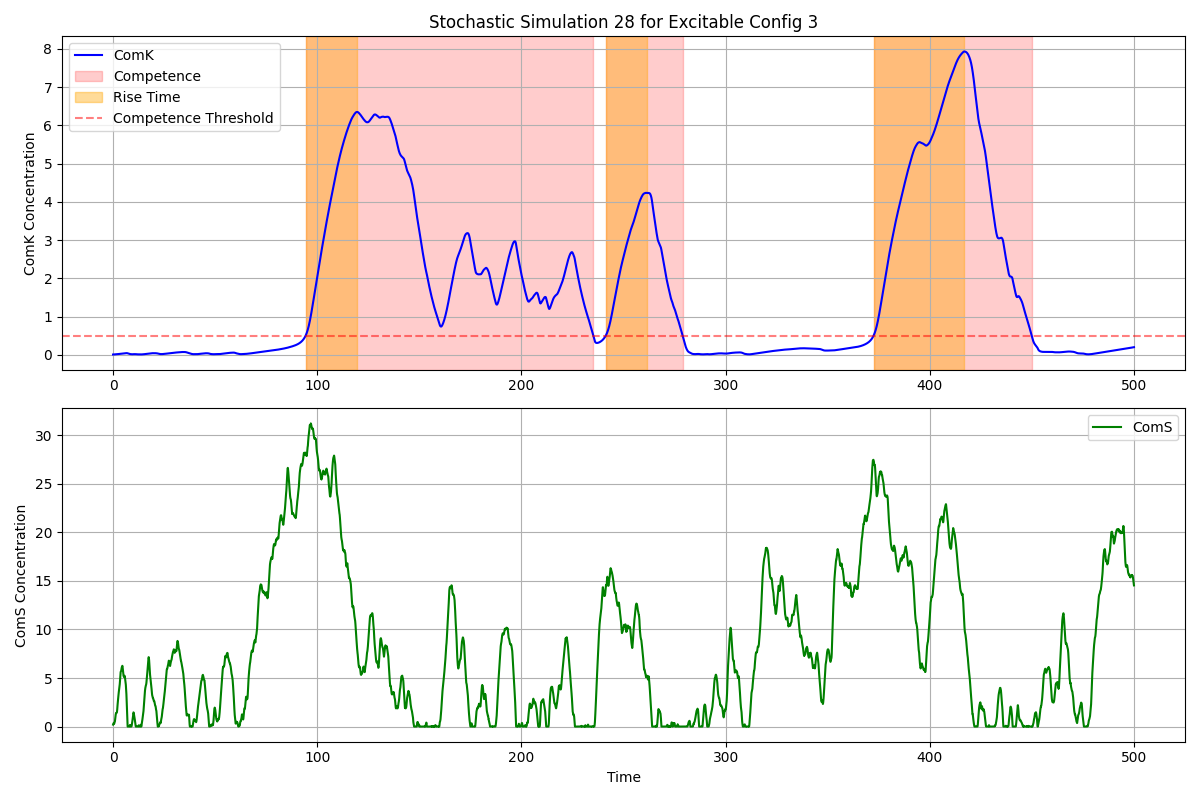 Stochastic Simulation 28 for Excitable Config 3
ComK Concentration
8
7
6
5
4
3
2
1
0
ComK
Competence
Rise Time
Competence Threshold
0 100 200 300 400 500
ComS Concentration
30
25
20
15
10
5
0
ComS
0 100 200 300 400 500
Time